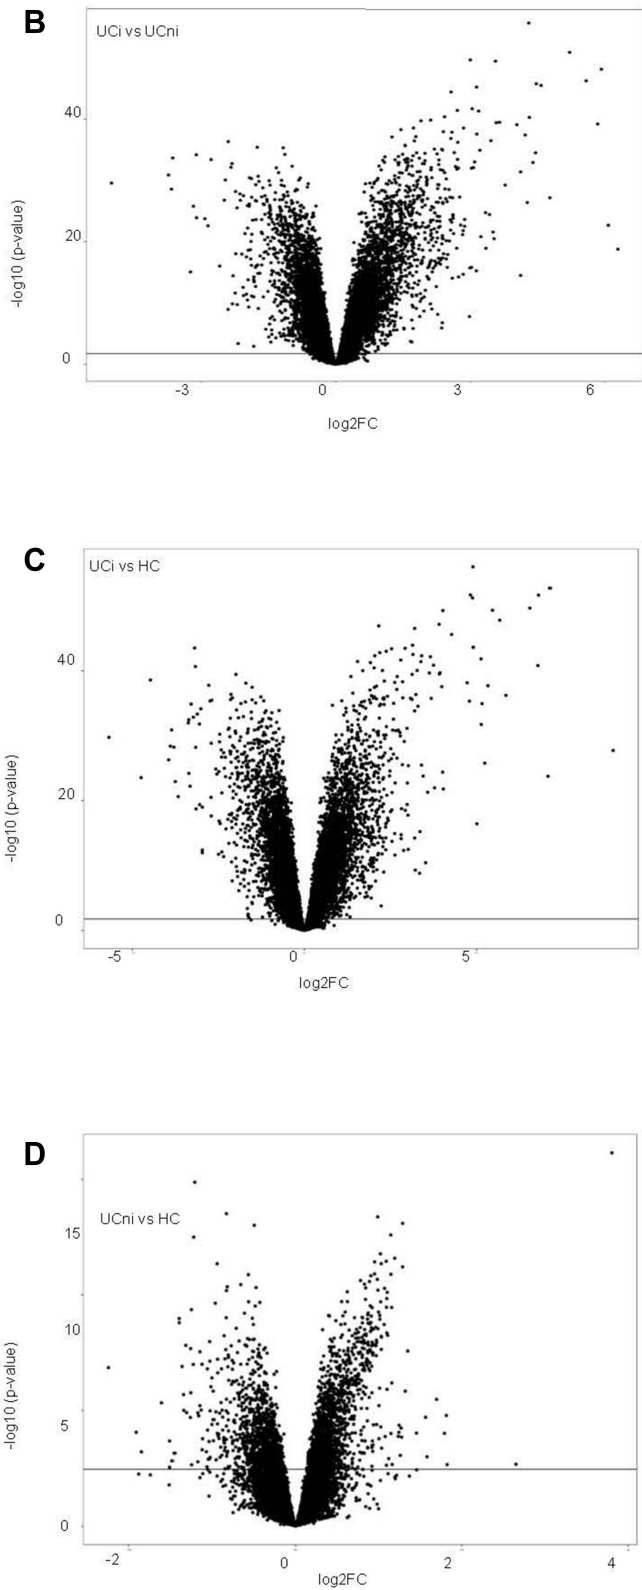 B
UCi vs UCni
40
20
0
-log10 (p-value)
-3 0 3 6
log2FC
C
UCi vs HC
40
20
0
-log10 (p-value)
-5 0 5
log2FC
D
UCni vs HC
15
10
5
0
-log10 (p-value)
-2 0 2 4
log2FC